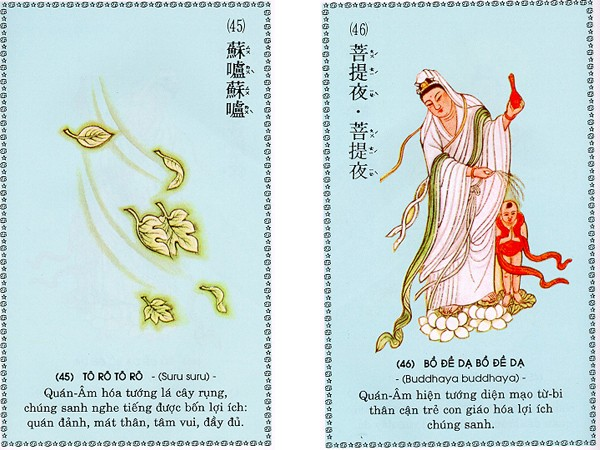 (45)
蘇嚧蘇嚧
(45) TÔ RÔ TÔ RÔ - (Suru suru) -
Quán-Âm hóa tướng lá cây rụng,
chúng sanh nghe tiếng được bốn lợi ích:
quán đảnh, mát thân, tâm vui, đầy đủ.
(46)
菩提夜・菩提夜
(46) BỒ ĐỀ DẠ BỒ ĐỀ DẠ
- (Buddhaya buddhaya) -
Quán-Âm hiện tướng diện mạo từ-bi
thân cận trẻ con giáo hóa lợi ích
chúng sanh.